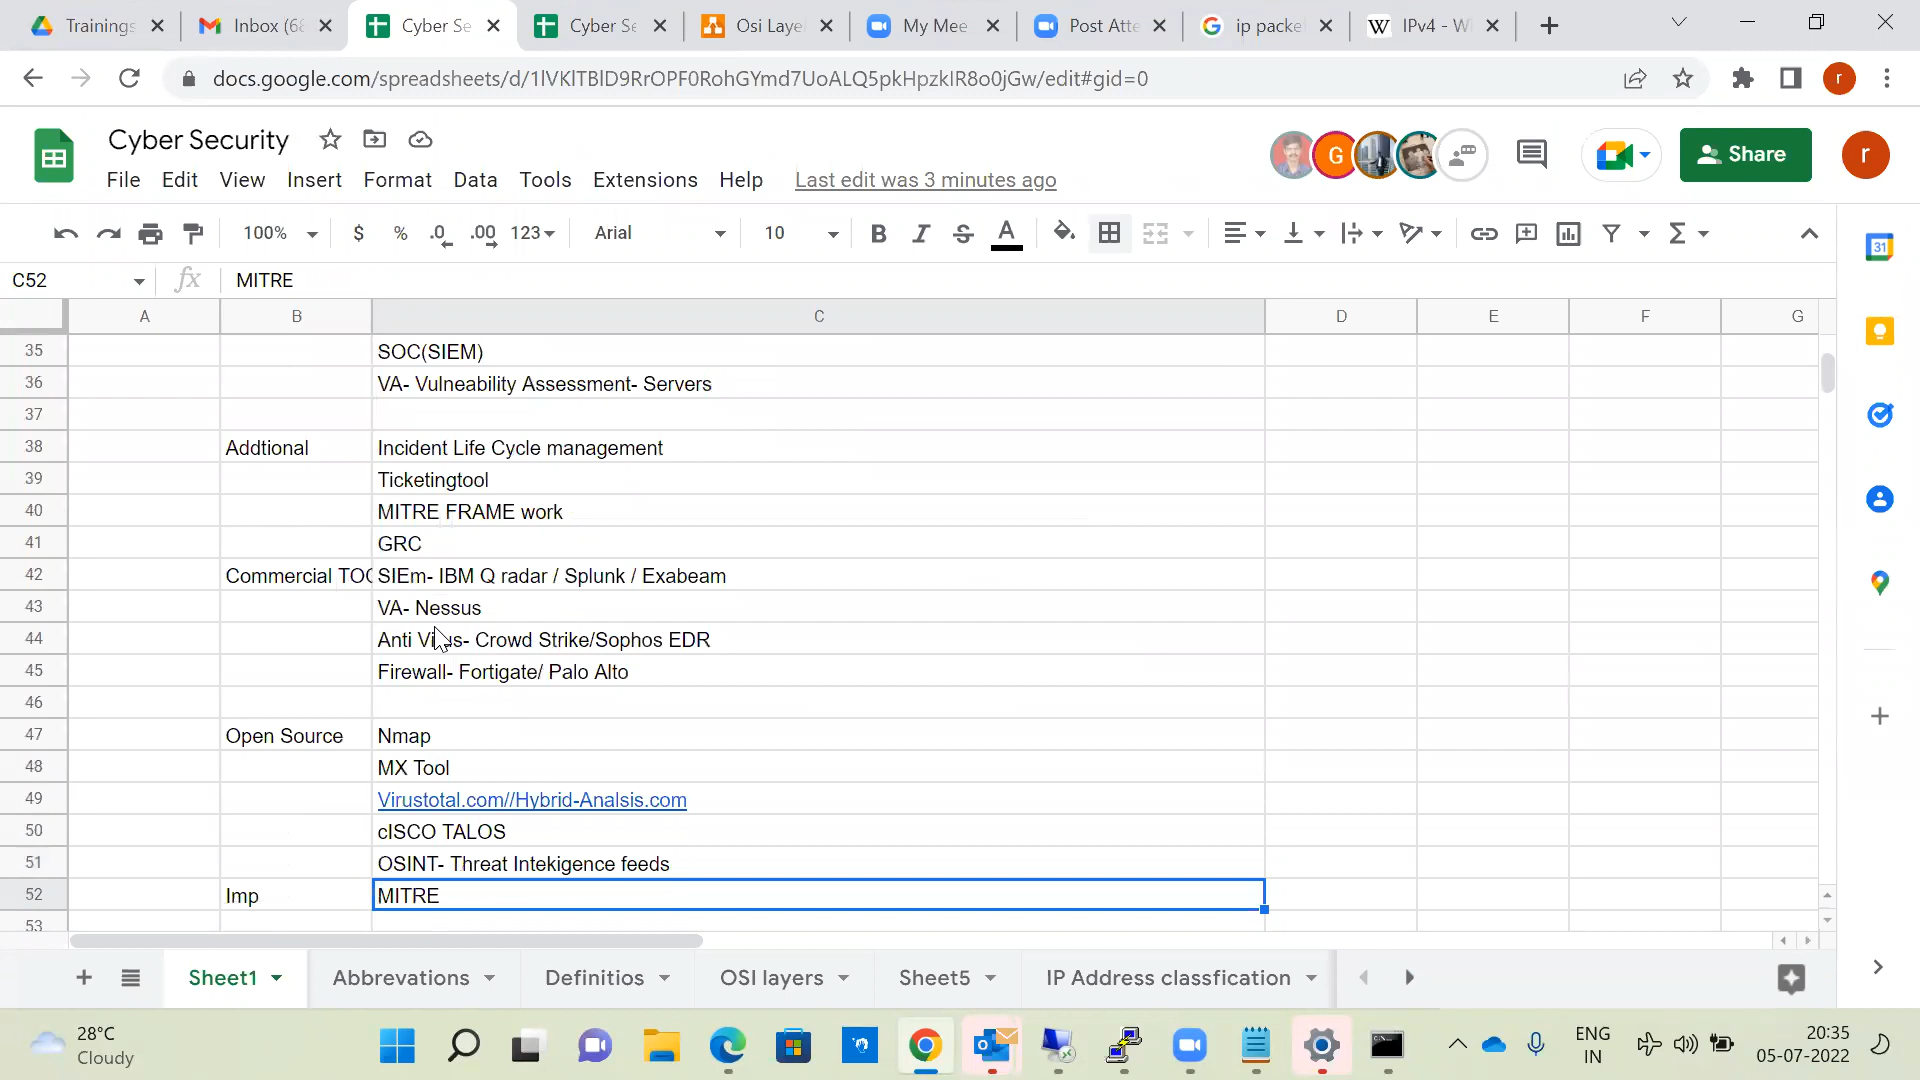 Trainings
Inbox (68
Cyber Se
Cyber Se
Osi Laye
My Mee
Post Atte
ip packe
IPv4 - W
docs.google.com/spreadsheets/d/1lVKlTBlD9RrOPF0RohGYmd7UoALQ5pkHpzkIR8o0jGw/edit#gid=0
r
Cyber Security
G
Share
r
File Edit View Insert Format Data Tools Extensions Help Last edit was 3 minutes ago
100% $ % .0 .00 123 Arial 10 B I S A
31
C52 fx MITRE
A B C D E F G
35 SOC(SIEM)
36 VA- Vulneability Assessment- Servers
37
38 Addtional Incident Life Cycle management
39 Ticketingtool
40 MITRE FRAME work
41 GRC
42 Commercial TOO SIEm- IBM Q radar / Splunk / Exabeam
43 VA- Nessus
44 Anti Virus- Crowd Strike/Sophos EDR
45 Firewall- Fortigate/ Palo Alto
46
47 Open Source Nmap
48 MX Tool
49 Virustotal.com//Hybrid-Analsis.com
50 cISCO TALOS
51 OSINT- Threat Intekigence feeds
52 Imp MITRE
53
Sheet1 Abbrevations Definitios OSI layers Sheet5 IP Address classfication
28°C
Cloudy
ENG
IN
20:35
05-07-2022